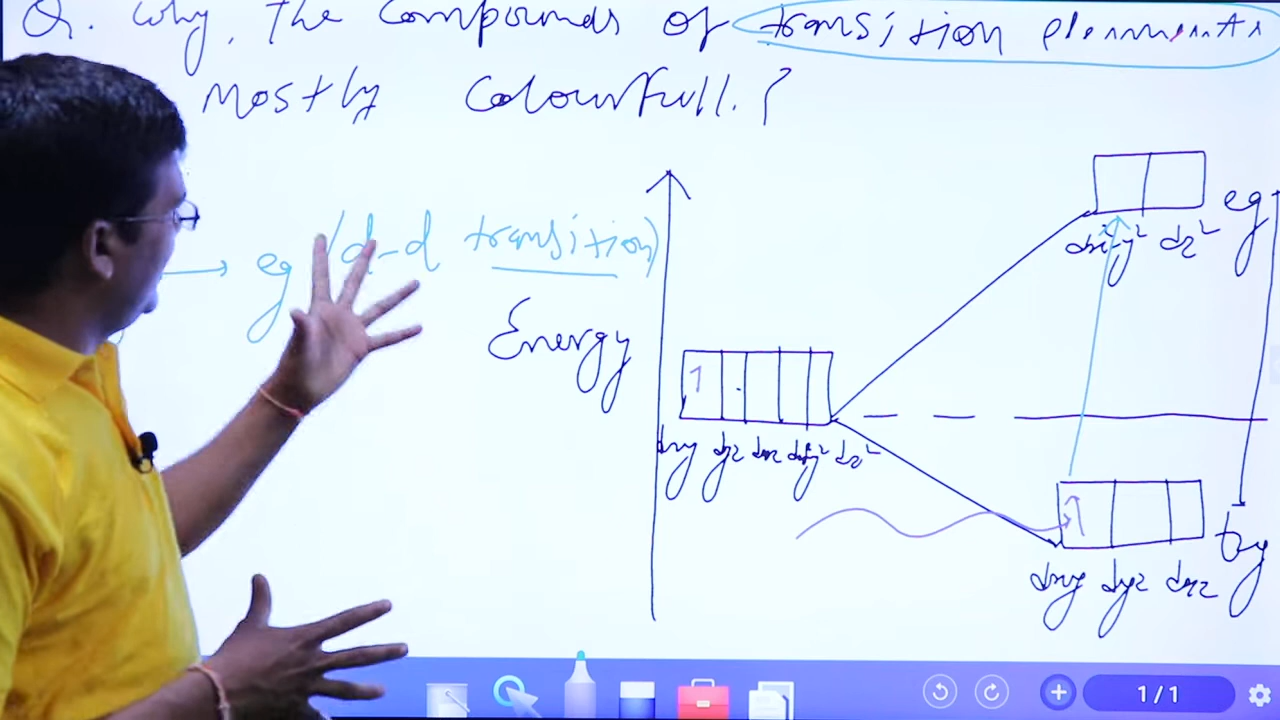 Q. Why, The Compounds of transition elements
mostly Colourfull.?
→ eg (d-d transition)
Energy
dxy dyz dxz dx²-y² dz²
eg
dx²-y² dz²
t₂g
dxy dyz dxz
1/1